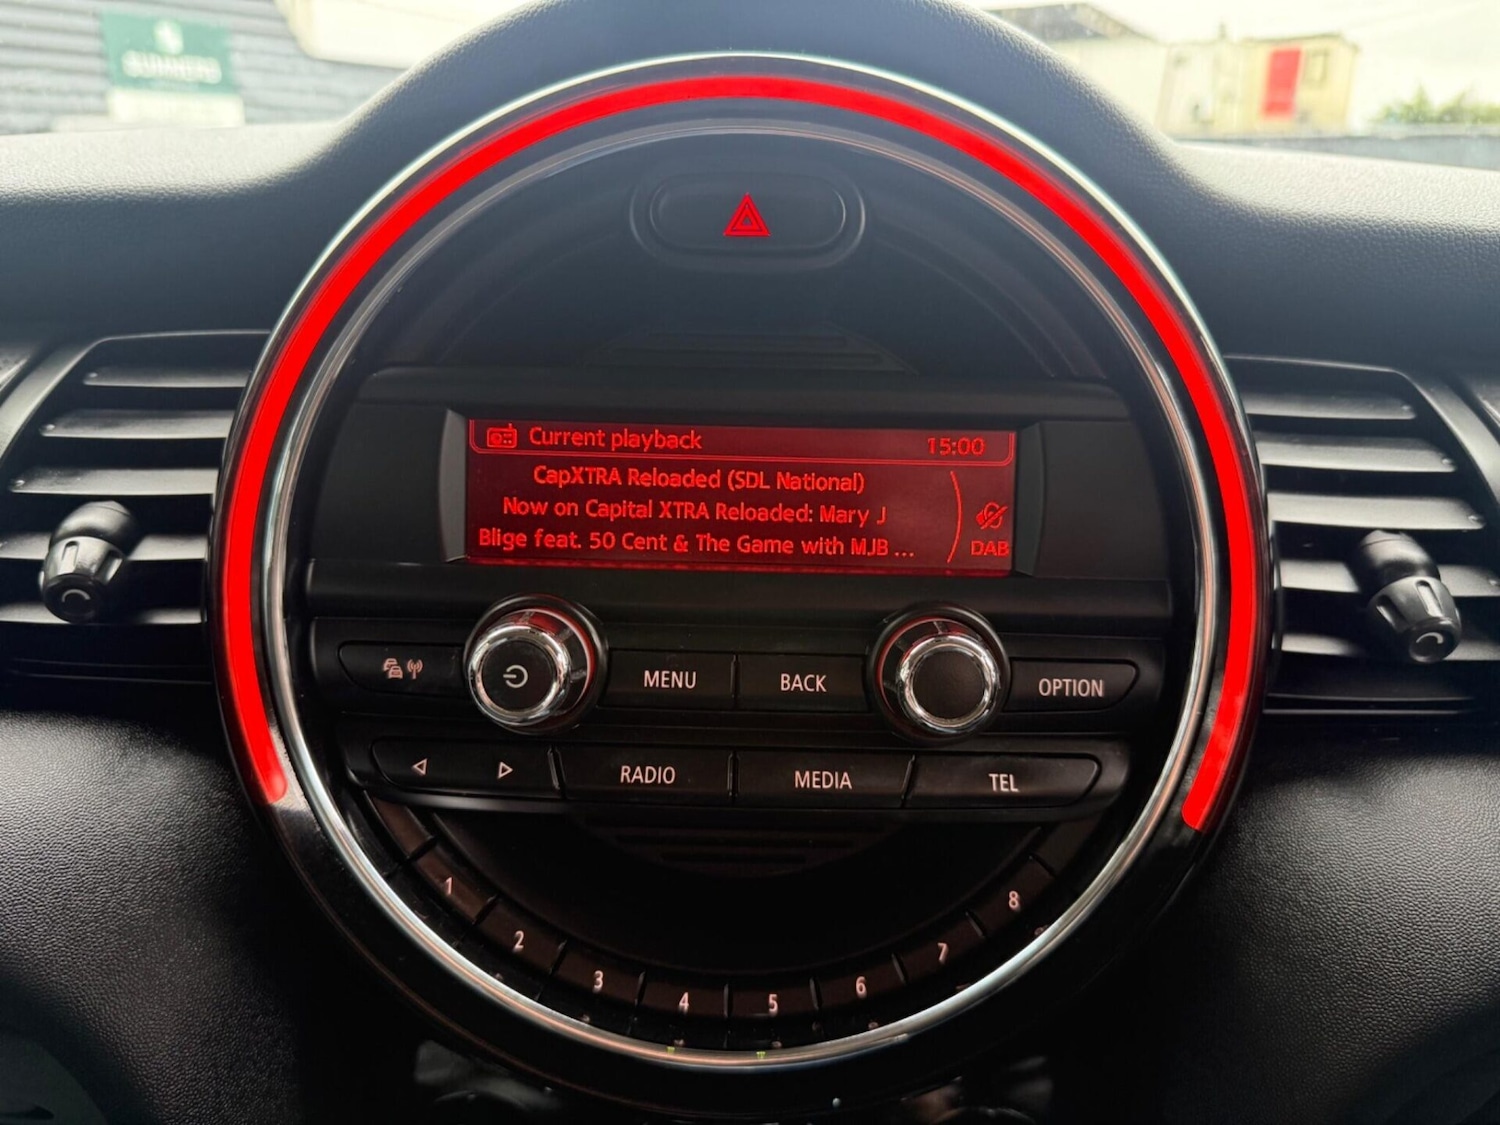 SUMNERS
Current playback 15:00
CapXTRA Reloaded (SDL National)
Now on Capital XTRA Reloaded: Mary J
Blige feat. 50 Cent & The Game with MJB ...
DAB
MENU BACK OPTION
RADIO MEDIA TEL
1 2 3 4 5 6 7 8